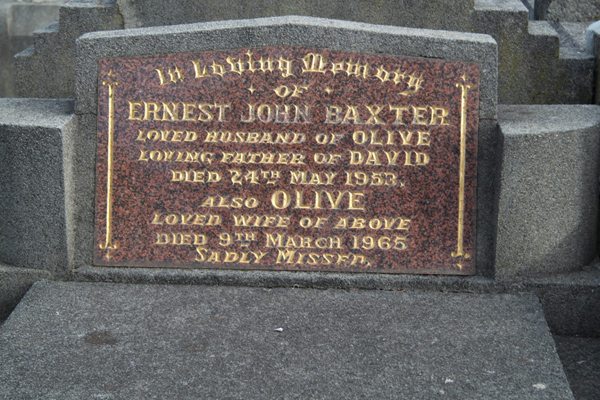 In Loving Memory
OF
ERNEST JOHN BAXTER
LOVED HUSBAND OF OLIVE
LOVING FATHER OF DAVID
DIED 24TH MAY 1953.
ALSO OLIVE
LOVED WIFE OF ABOVE
DIED 9TH MARCH 1965
SADLY MISSED.